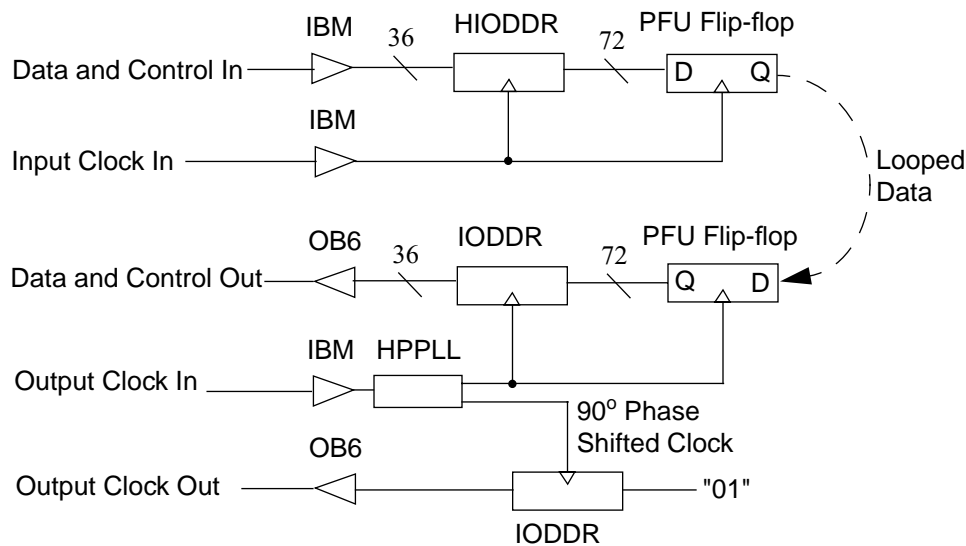 IBM
36
HIODDR
72
PFU Flip-flop
Data and Control In
D Q
IBM
Input Clock In
Looped
Data
OB6
36
IODDR
72
PFU Flip-flop
Data and Control Out
Q D
IBM
HPPLL
Output Clock In
90o Phase
Shifted Clock
OB6
Output Clock Out
"01"
IODDR